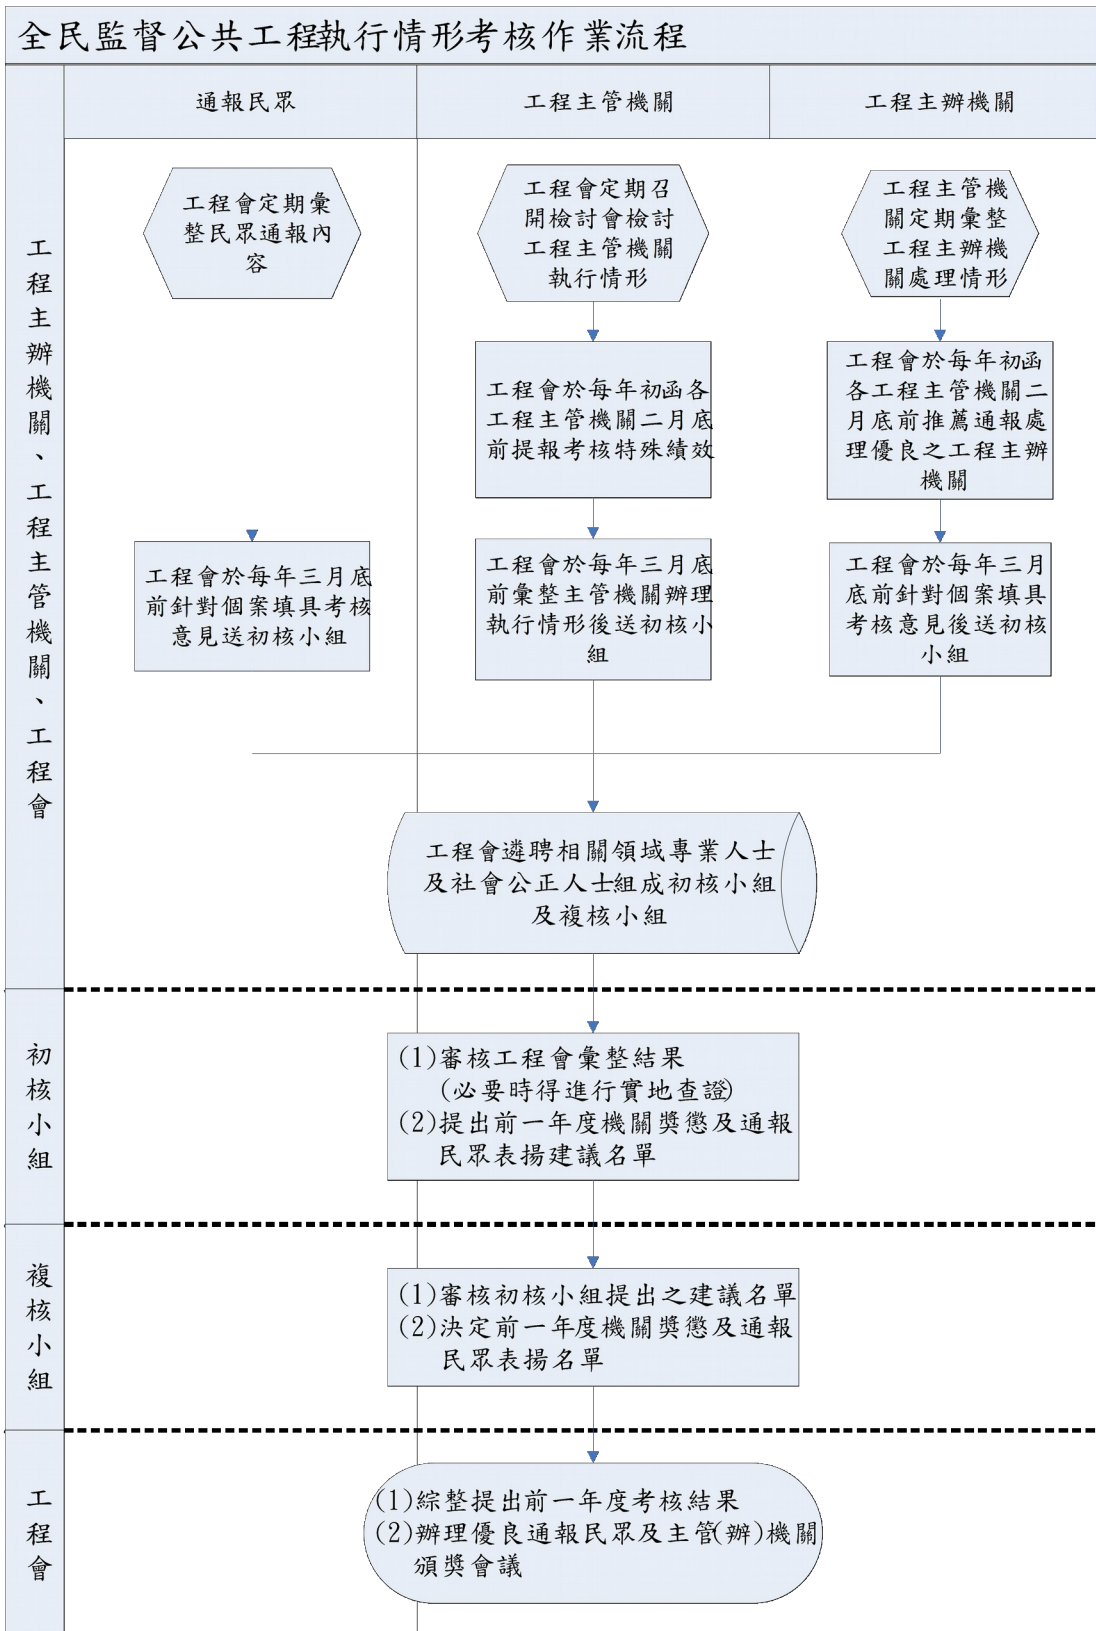 全民監督公共工程執行情形考核作業流程
通報民眾
工程主管機關
工程主辦機關
工程主辦機關、工程主管機關、工程會
工程會定期彙
整民眾通報內
容
工程會定期召
開檢討會檢討
工程主管機關
執行情形
工程主管機
關定期彙整
工程主辦機
關處理情形
工程會於每年初函各
工程主管機關二月底
前提報考核特殊績效
工程會於每年初函
各工程主管機關二
月底前推薦通報處
理優良之工程主辦
機關
工程會於每年三月底
前針對個案填具考核
意見送初核小組
工程會於每年三月底
前彙整主管機關辦理
執行情形後送初核小
組
工程會於每年三月
底前針對個案填具
考核意見後送初核
小組
工程會遴聘相關領域專業人士
及社會公正人士組成初核小組
及複核小組
初核小組
(1)審核工程會彙整結果
(必要時得進行實地查證)
(2)提出前一年度機關獎懲及通報
民眾表揚建議名單
複核小組
(1)審核初核小組提出之建議名單
(2)決定前一年度機關獎懲及通報
民眾表揚名單
工程會
(1)綜整提出前一年度考核結果
(2)辦理優良通報民眾及主管(辦)機關
頒獎會議